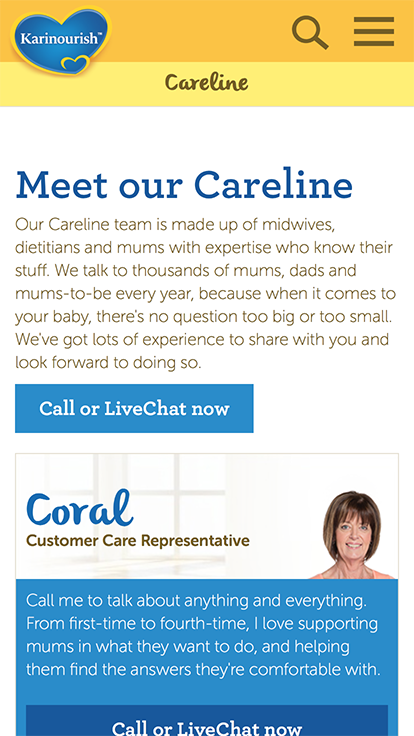 Karinourish™
Careline
Meet our Careline
Our Careline team is made up of midwives,
dietitians and mums with expertise who know their
stuff. We talk to thousands of mums, dads and
mums-to-be every year, because when it comes to
your baby, there's no question too big or too small.
We've got lots of experience to share with you and
look forward to doing so.
Call or LiveChat now
Coral
Customer Care Representative
Call me to talk about anything and everything.
From first-time to fourth-time, I love supporting
mums in what they want to do, and helping
them find the answers they're comfortable with.
Call or LiveChat now